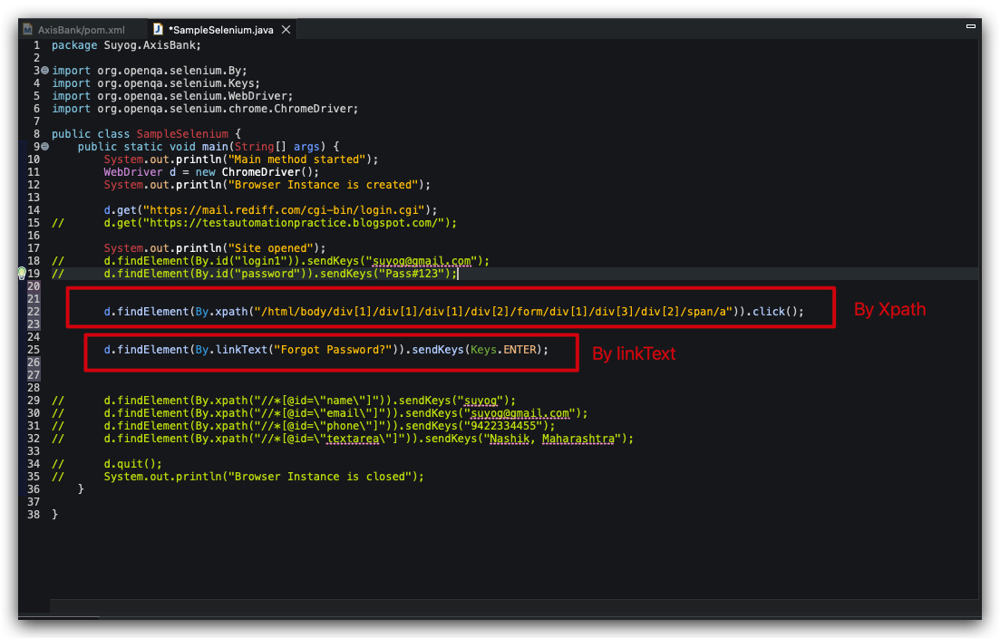 AxisBank/pom.xml *SampleSelenium.java
1 package Suyog.AxisBank;
2
3 import org.openqa.selenium.By;
4 import org.openqa.selenium.Keys;
5 import org.openqa.selenium.WebDriver;
6 import org.openqa.selenium.chrome.ChromeDriver;
7
8 public class SampleSelenium {
9 public static void main(String[] args) {
10 System.out.println("Main method started");
11 WebDriver d = new ChromeDriver();
12 System.out.println("Browser Instance is created");
13
14 d.get("https://mail.rediff.com/cgi-bin/login.cgi");
15 // d.get("https://testautomationpractice.blogspot.com/");
16
17 System.out.println("Site opened");
18 // d.findElement(By.id("login1")).sendKeys("suyog@gmail.com");
19 // d.findElement(By.id("password")).sendKeys("Pass#123");
20
21
22 d.findElement(By.xpath("/html/body/div[1]/div[1]/div[1]/div[2]/form/div[1]/div[3]/div[2]/span/a")).click(); By Xpath
23
24
25 d.findElement(By.linkText("Forgot Password?")).sendKeys(Keys.ENTER); By linkText
26
27
28
29 // d.findElement(By.xpath("//*[@id=\"name\"]")).sendKeys("suyog");
30 // d.findElement(By.xpath("//*[@id=\"email\"]")).sendKeys("suyog@gmail.com");
31 // d.findElement(By.xpath("//*[@id=\"phone\"]")).sendKeys("9422334455");
32 // d.findElement(By.xpath("//*[@id=\"textarea\"]")).sendKeys("Nashik, Maharashtra");
33
34 // d.quit();
35 // System.out.println("Browser Instance is closed");
36 }
37
38 }